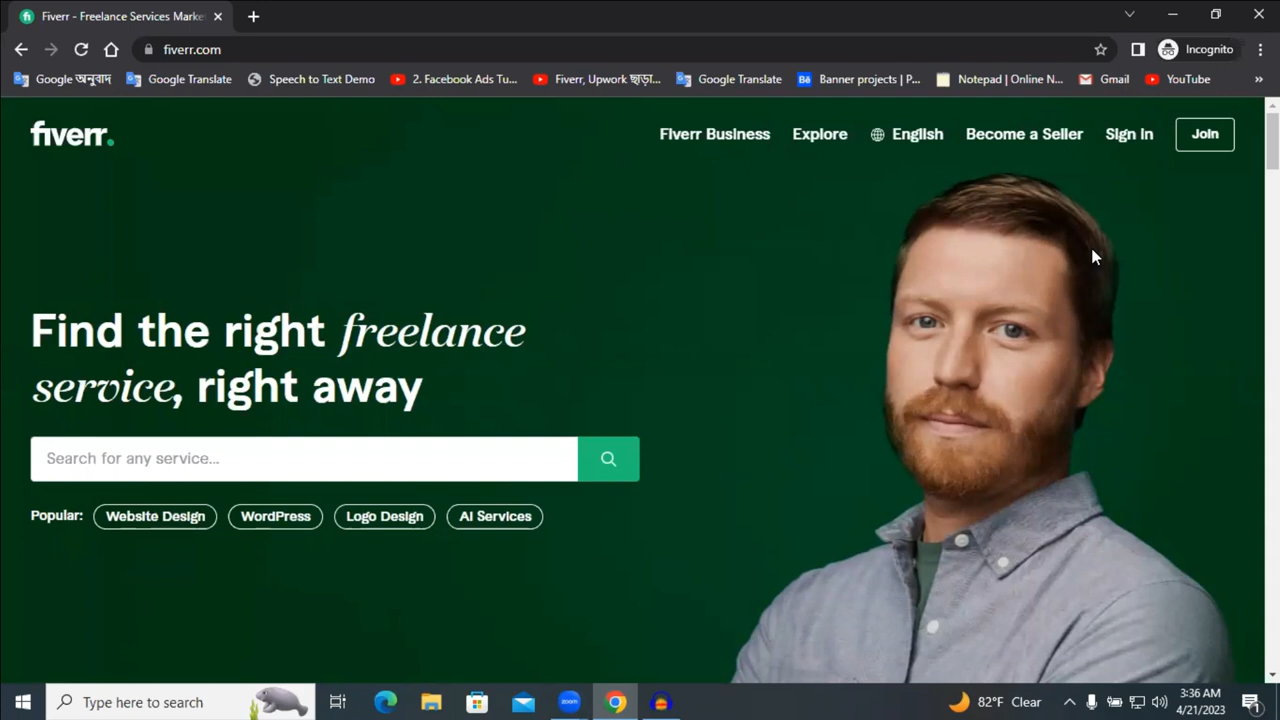 Fiverr - Freelance Services Marke
fiverr.com
Incognito
Google অনুবাদ
Google Translate
Speech to Text Demo
2. Facebook Ads Tu...
Fiverr, Upwork ছাড়া...
Google Translate
Bē
Banner projects | P...
Notepad | Online N...
Gmail
YouTube
fiverr.
Fiverr Business
Explore
English
Become a Seller
Sign in
Join
Find the right freelance
service, right away
Search for any service...
Popular:
Website Design
WordPress
Logo Design
AI Services
Type here to search
zoom
82°F Clear
3:36 AM
4/21/2023
1